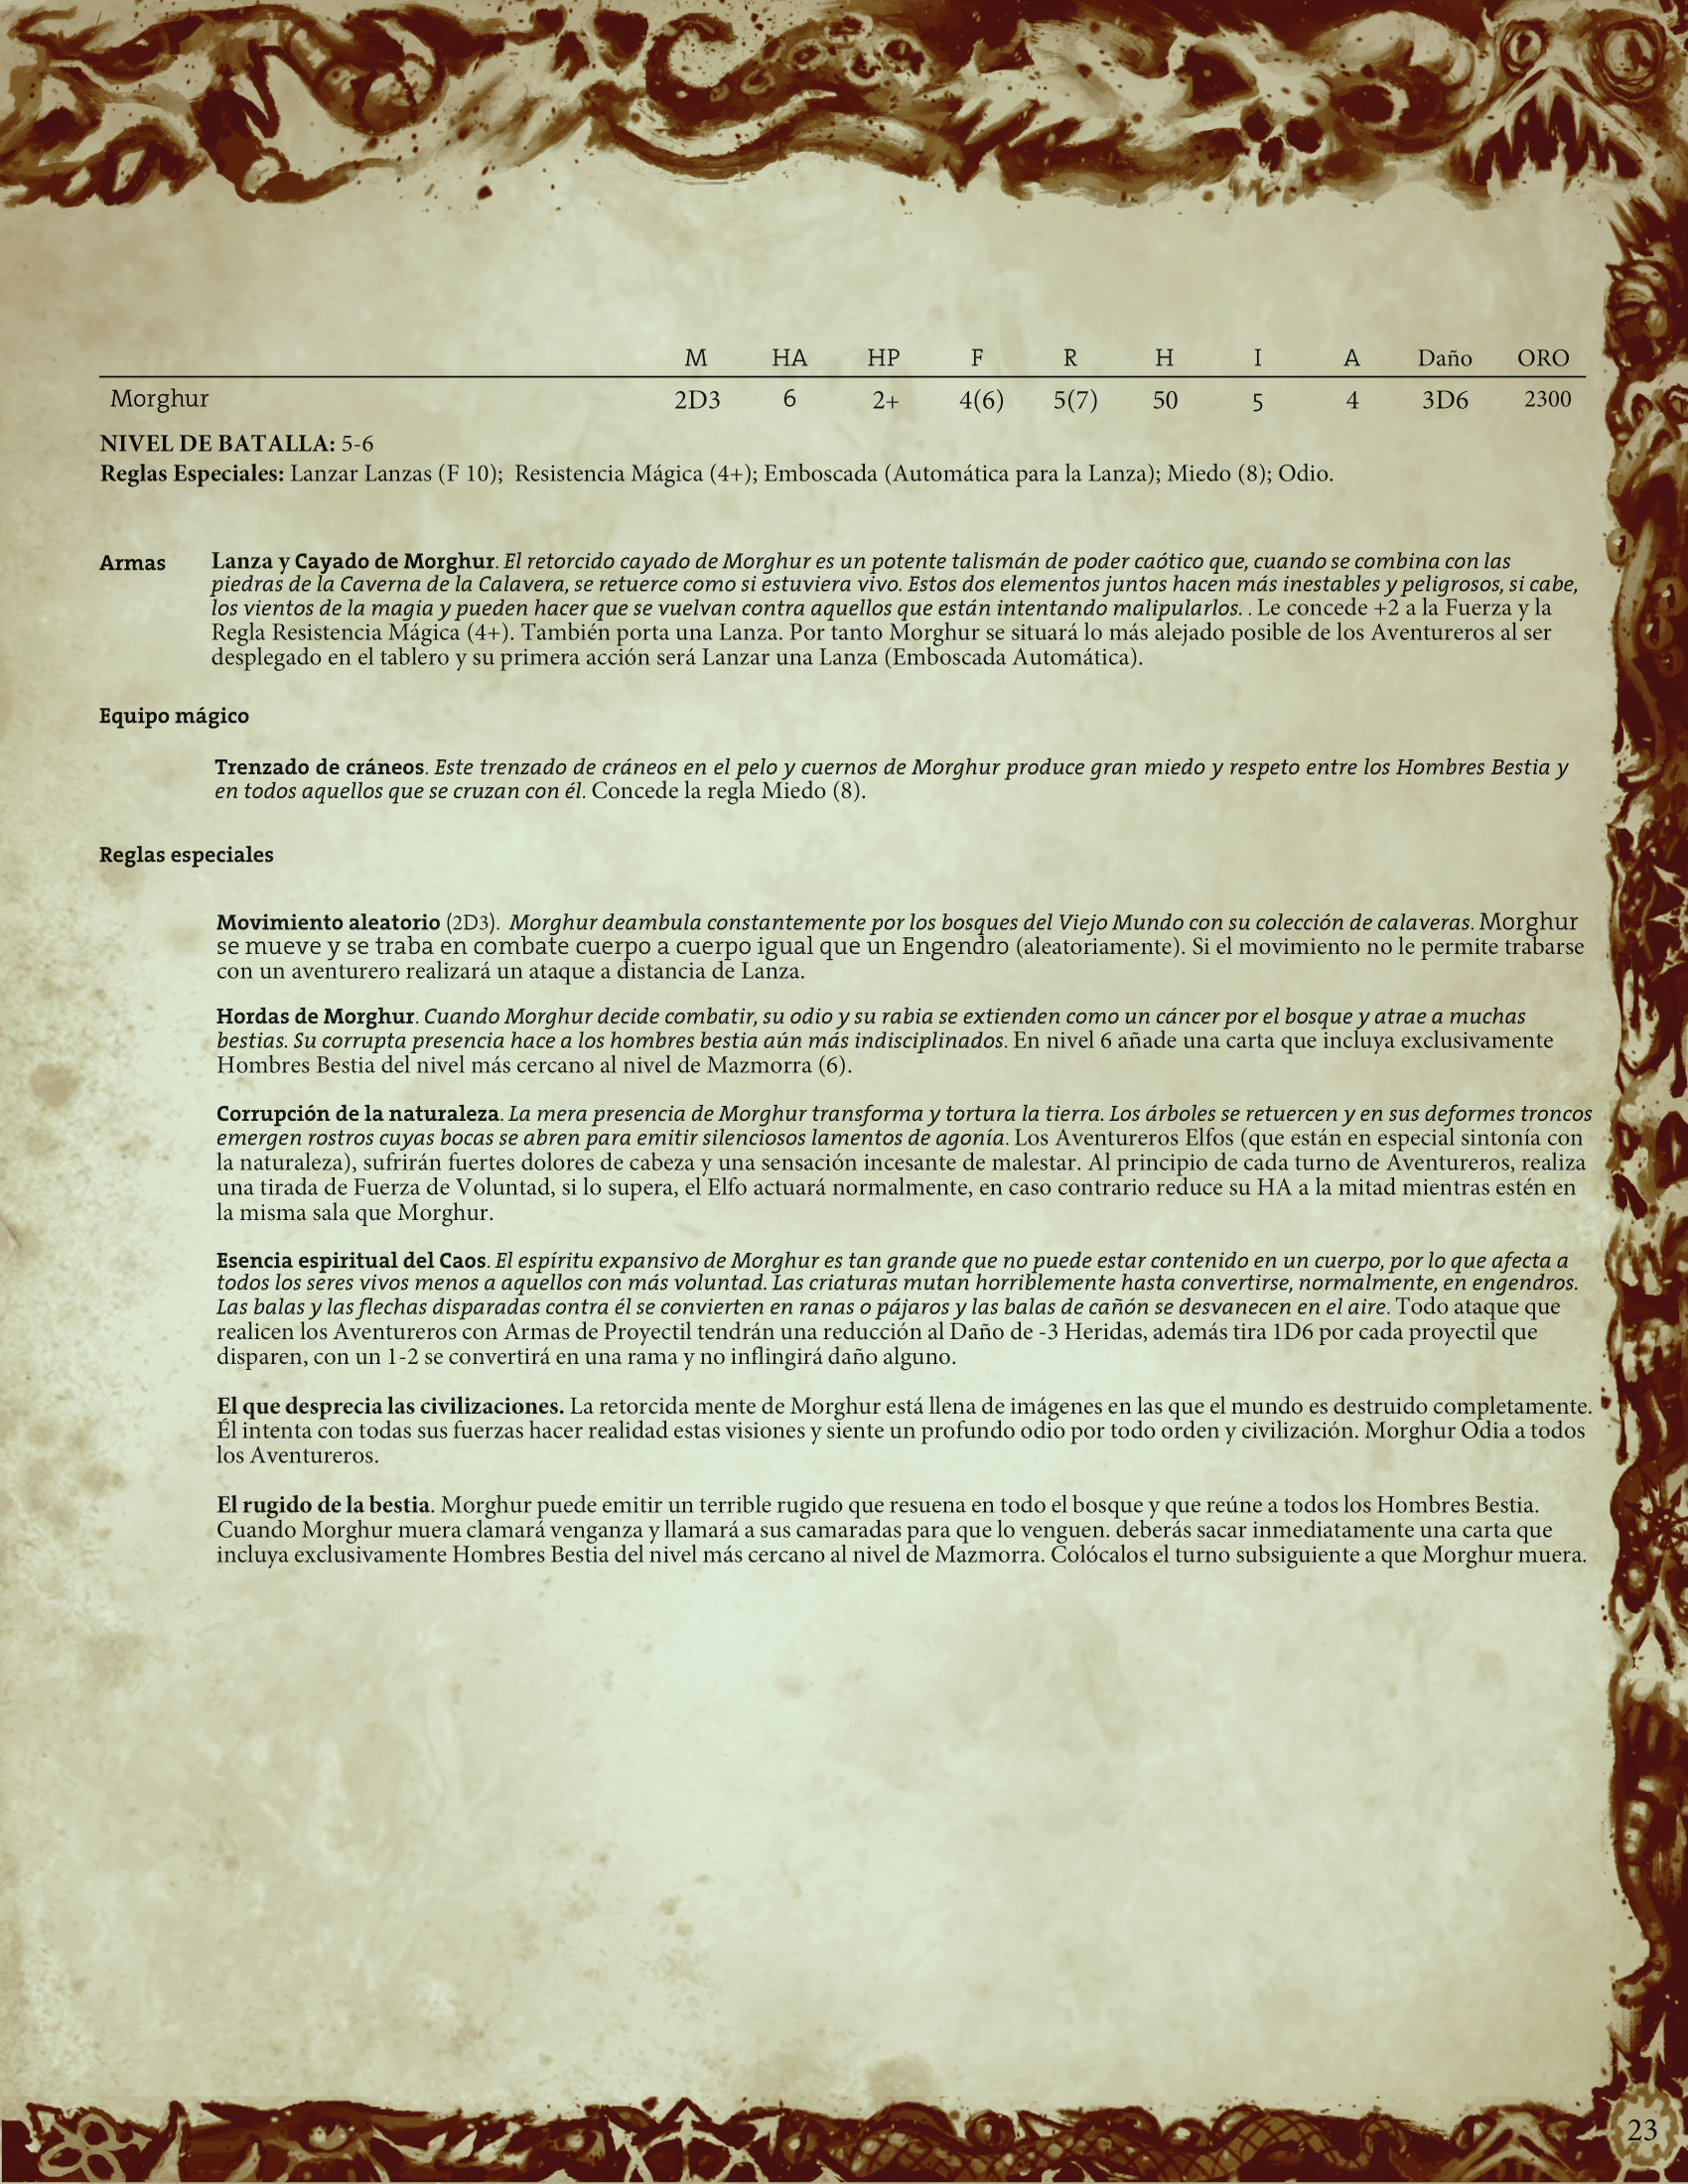 M HA HP F R H I A Daño ORO
Morghur 2D3 6 2+ 4(6) 5(7) 50 5 4 3D6 2300
NIVEL DE BATALLA: 5-6
Reglas Especiales: Lanzar Lanzas (F 10); Resistencia Mágica (4+); Emboscada (Automática para la Lanza); Miedo (8); Odio.
Armas Lanza y Cayado de Morghur. El retorcido cayado de Morghur es un potente talismán de poder caótico que, cuando se combina con las
piedras de la Caverna de la Calavera, se retuerce como si estuviera vivo. Estos dos elementos juntos hacen más inestables y peligrosos, si cabe,
los vientos de la magia y pueden hacer que se vuelvan contra aquellos que están intentando malipularlos. . Le concede +2 a la Fuerza y la
Regla Resistencia Mágica (4+). También porta una Lanza. Por tanto Morghur se situará lo más alejado posible de los Aventureros al ser
desplegado en el tablero y su primera acción será Lanzar una Lanza (Emboscada Automática).
Equipo mágico
Trenzado de cráneos. Este trenzado de cráneos en el pelo y cuernos de Morghur produce gran miedo y respeto entre los Hombres Bestia y
en todos aquellos que se cruzan con él. Concede la regla Miedo (8).
Reglas especiales
Movimiento aleatorio (2D3). Morghur deambula constantemente por los bosques del Viejo Mundo con su colección de calaveras. Morghur
se mueve y se traba en combate cuerpo a cuerpo igual que un Engendro (aleatoriamente). Si el movimiento no le permite trabarse
con un aventurero realizará un ataque a distancia de Lanza.
Hordas de Morghur. Cuando Morghur decide combatir, su odio y su rabia se extienden como un cáncer por el bosque y atrae a muchas
bestias. Su corrupta presencia hace a los hombres bestia aún más indisciplinados. En nivel 6 añade una carta que incluya exclusivamente
Hombres Bestia del nivel más cercano al nivel de Mazmorra (6).
Corrupción de la naturaleza. La mera presencia de Morghur transforma y tortura la tierra. Los árboles se retuercen y en sus deformes troncos
emergen rostros cuyas bocas se abren para emitir silenciosos lamentos de agonía. Los Aventureros Elfos (que están en especial sintonía con
la naturaleza), sufrirán fuertes dolores de cabeza y una sensación incesante de malestar. Al principio de cada turno de Aventureros, realiza
una tirada de Fuerza de Voluntad, si lo supera, el Elfo actuará normalmente, en caso contrario reduce su HA a la mitad mientras estén en
la misma sala que Morghur.
Esencia espiritual del Caos. El espíritu expansivo de Morghur es tan grande que no puede estar contenido en un cuerpo, por lo que afecta a
todos los seres vivos menos a aquellos con más voluntad. Las criaturas mutan horriblemente hasta convertirse, normalmente, en engendros.
Las balas y las flechas disparadas contra él se convierten en ranas o pájaros y las balas de cañón se desvanecen en el aire. Todo ataque que
realicen los Aventureros con Armas de Proyectil tendrán una reducción al Daño de -3 Heridas, además tira 1D6 por cada proyectil que
disparen, con un 1-2 se convertirá en una rama y no inflingirá daño alguno.
El que desprecia las civilizaciones. La retorcida mente de Morghur está llena de imágenes en las que el mundo es destruido completamente.
Él intenta con todas sus fuerzas hacer realidad estas visiones y siente un profundo odio por todo orden y civilización. Morghur Odia a todos
los Aventureros.
El rugido de la bestia. Morghur puede emitir un terrible rugido que resuena en todo el bosque y que reúne a todos los Hombres Bestia.
Cuando Morghur muera clamará venganza y llamará a sus camaradas para que lo venguen. deberás sacar inmediatamente una carta que
incluya exclusivamente Hombres Bestia del nivel más cercano al nivel de Mazmorra. Colócalos el turno subsiguiente a que Morghur muera.
23